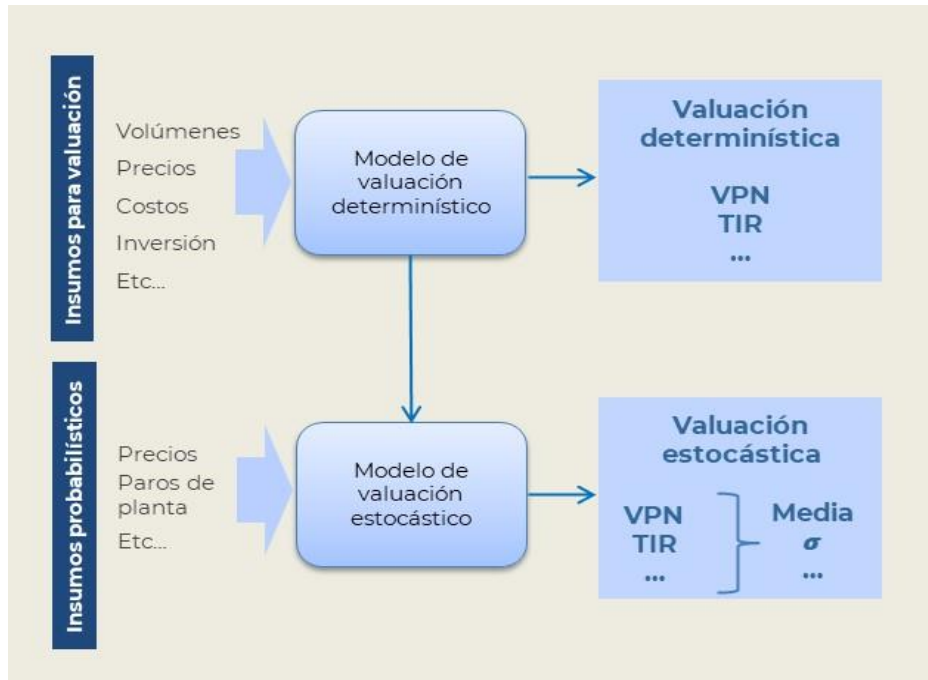 Insumos para valuación
Volúmenes
Precios
Costos
Inversión
Etc...
Modelo de
valuación
determinístico
Valuación
determinística
VPN
TIR
...
Insumos probabilísticos
Precios
Paros de
planta
Etc...
Modelo de
valuación
estocástico
Valuación
estocástica
VPN
TIR
...
Media
σ
...